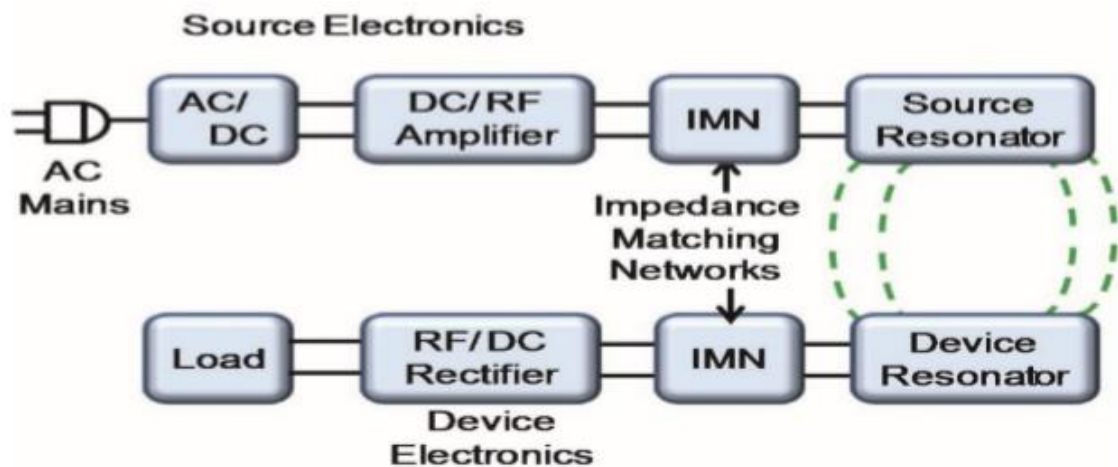 Source Electronics
AC/
DC
DC/RF
Amplifier
IMN
Source
Resonator
AC
Mains
Impedance
Matching
Networks
Load
RF/DC
Rectifier
IMN
Device
Resonator
Device
Electronics